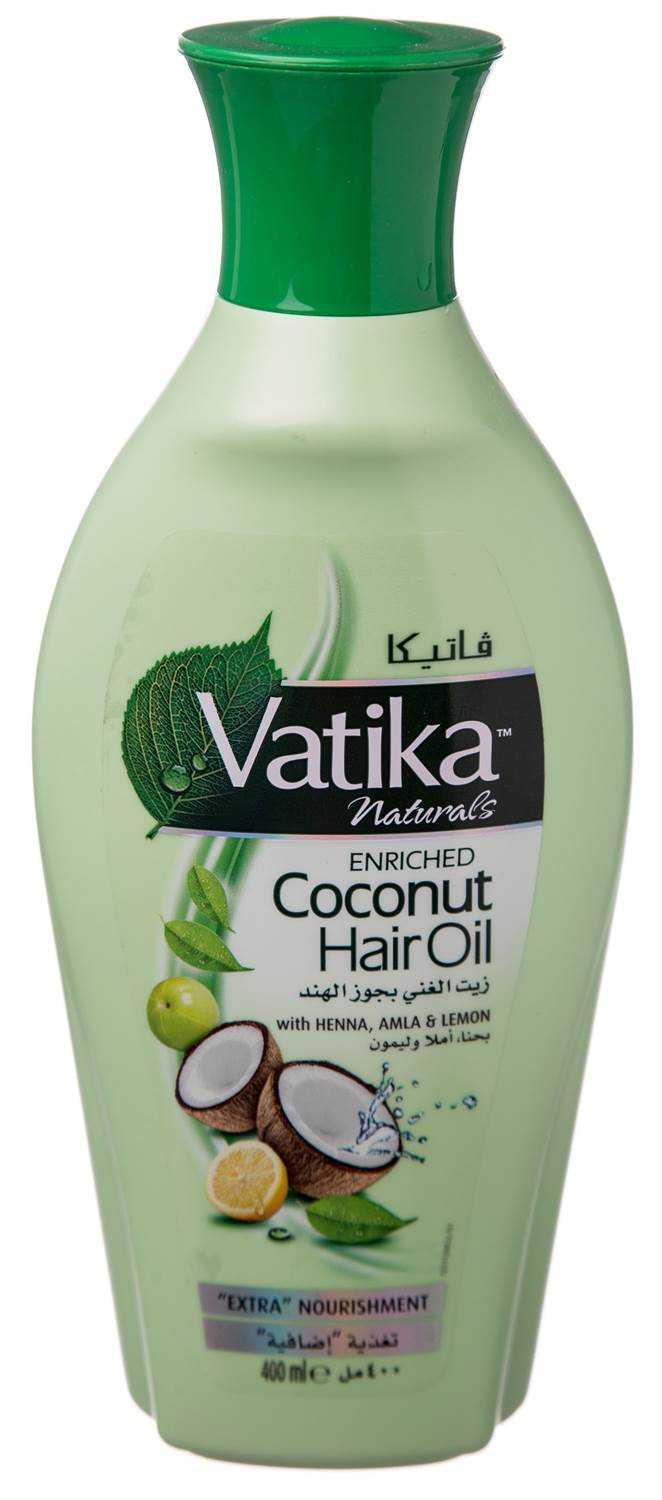 ڤاتيكا
Vatika™
Naturals
ENRICHED
Coconut
Hair Oil
زيت الغني بجوز الهند
with HENNA, AMLA & LEMON
بحنا، أملا وليمون
"EXTRA" NOURISHMENT
تغذية "إضافية"
400 ml ℮ ٤٠٠ مل